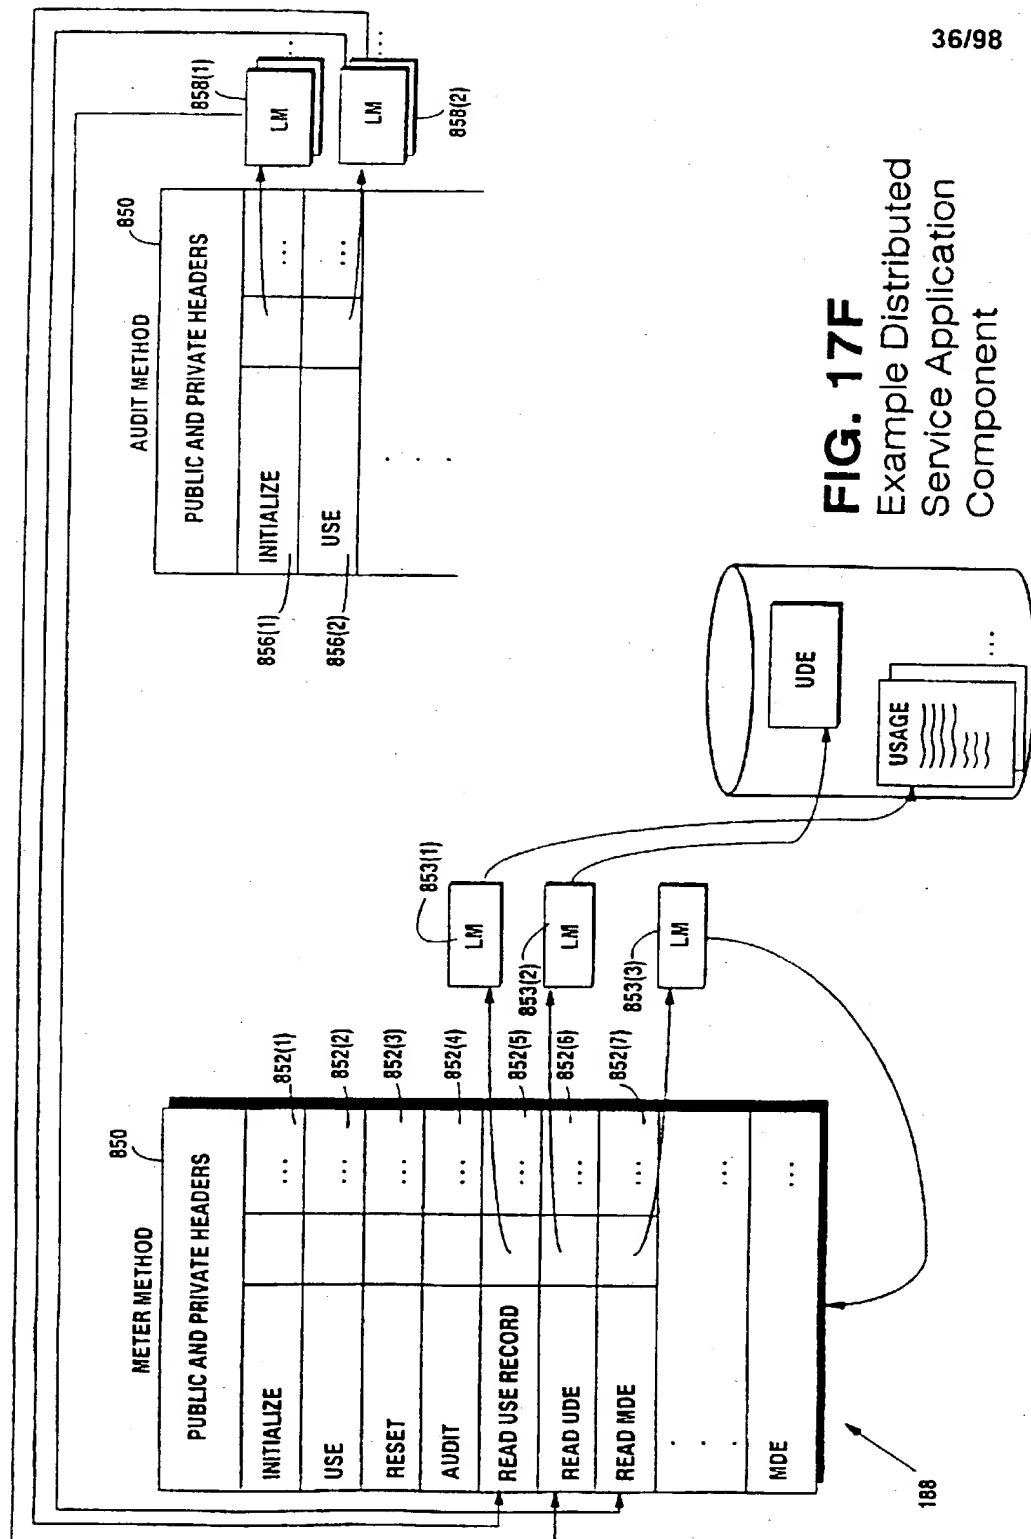 36/98
METER METHOD
850
PUBLIC AND PRIVATE HEADERS
INITIALIZE
...
852(1)
USE
...
852(2)
RESET
...
852(3)
AUDIT
...
852(4)
READ USE RECORD
...
852(5)
READ UDE
...
852(6)
READ MDE
...
852(7)
. . .
...
MDE
...
188
853(1)
LM
853(2)
LM
853(3)
LM
UDE
USAGE
...
AUDIT METHOD
850
PUBLIC AND PRIVATE HEADERS
856(1)
INITIALIZE
...
856(2)
USE
...
. . . .
858(1)
LM
...
LM
...
858(2)
FIG. 17F
Example Distributed
Service Application
Component